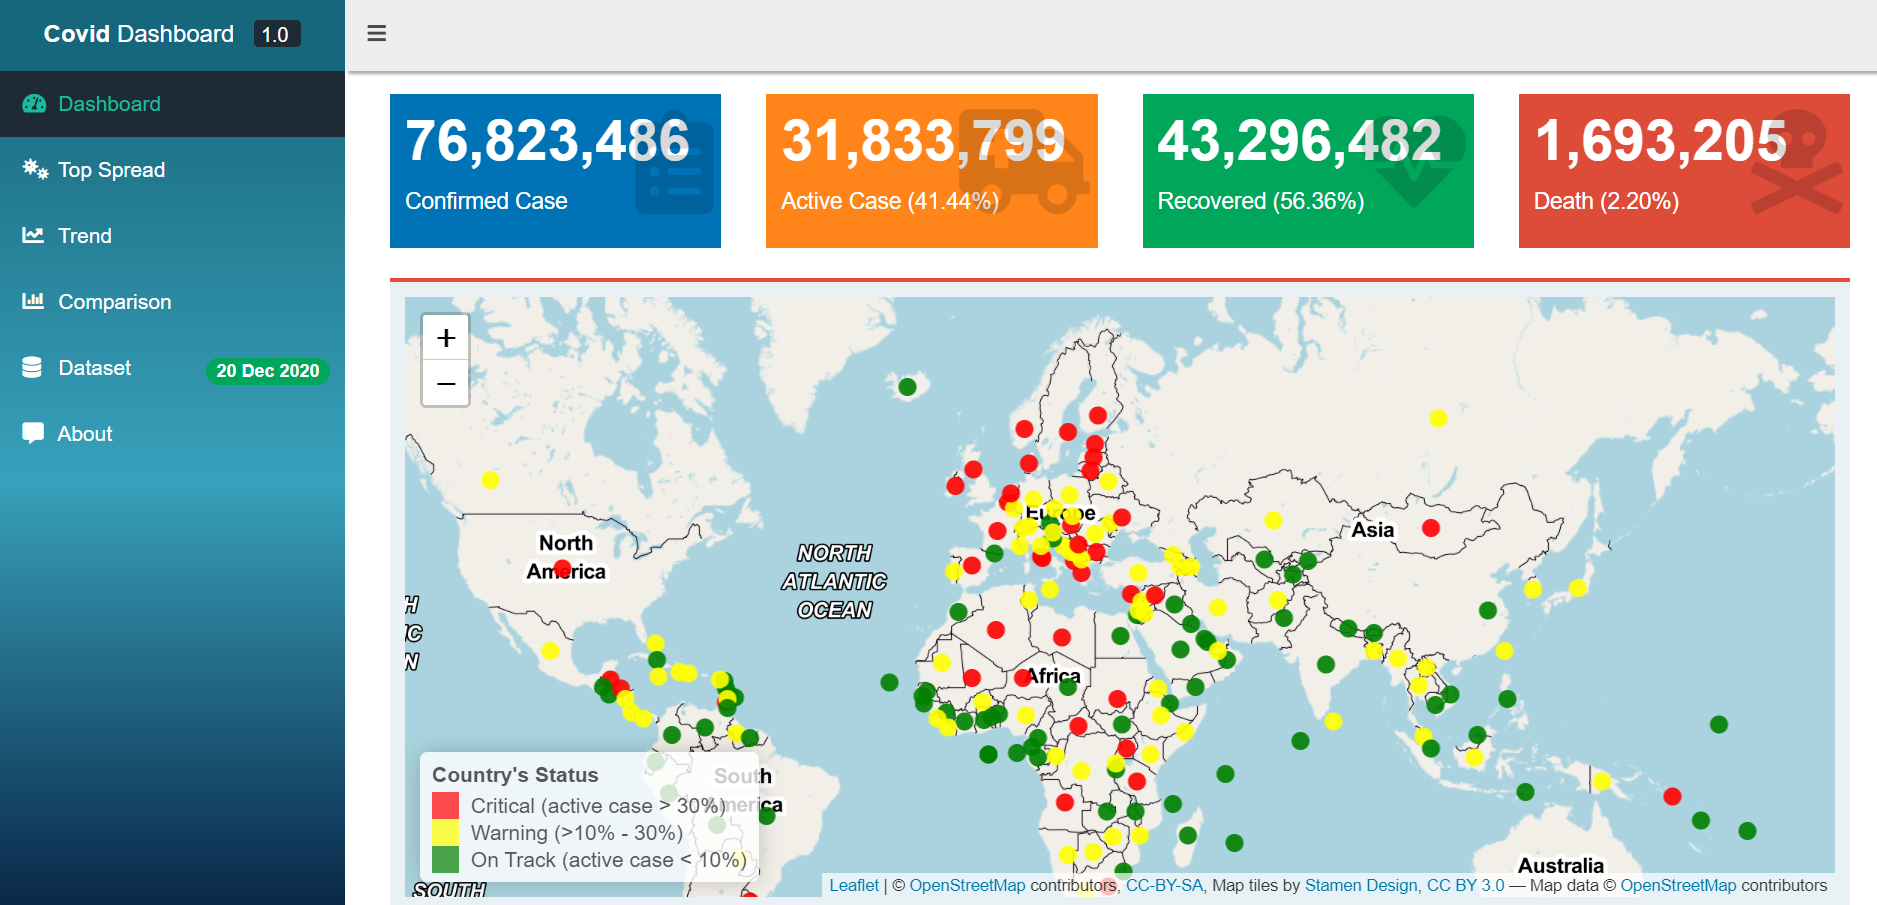 Covid Dashboard 1.0
Dashboard
Top Spread
Trend
Comparison
Dataset 20 Dec 2020
About
76,823,486
Confirmed Case
31,833,799
Active Case (41.44%)
43,296,482
Recovered (56.36%)
1,693,205
Death (2.20%)
+
−
Europe
Asia
North
America
NORTH
ATLANTIC
OCEAN
H
IC
N
Africa
South
America
Country's Status
Critical (active case > 30%)
Warning (>10% - 30%)
On Track (active case < 10%)
Australia
SOUTH
Leaflet | © OpenStreetMap contributors, CC-BY-SA, Map tiles by Stamen Design, CC BY 3.0 — Map data © OpenStreetMap contributors